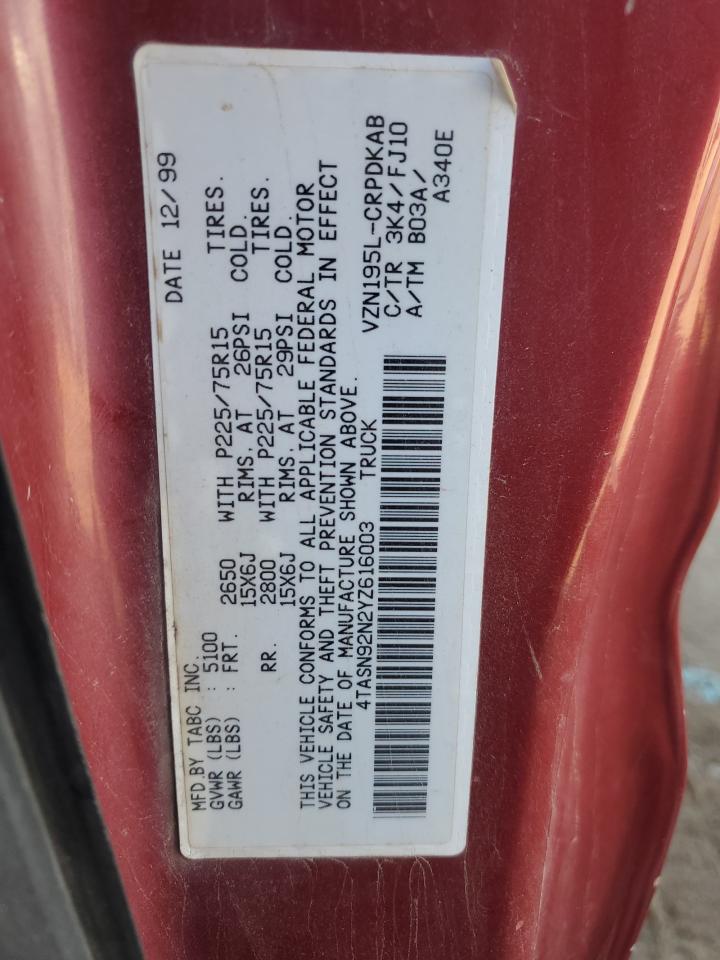 MFD.BY TABC INC. DATE 12/99
GVWR (LBS) : 5100 WITH P225/75R15 TIRES.
GAWR (LBS) : FRT. 2650 15X6J RIMS. AT 26PSI COLD.
RR. 2800 WITH P225/75R15 TIRES.
15X6J RIMS. AT 29PSI COLD.
THIS VEHICLE CONFORMS TO ALL APPLICABLE FEDERAL MOTOR
VEHICLE SAFETY AND THEFT PREVENTION STANDARDS IN EFFECT
ON THE DATE OF MANUFACTURE SHOWN ABOVE.
4TASN92N2YZ616003 TRUCK
VZN195L-CRPDKAB
C/TR 3K4/FJ10
A/TM B03A/
A340E